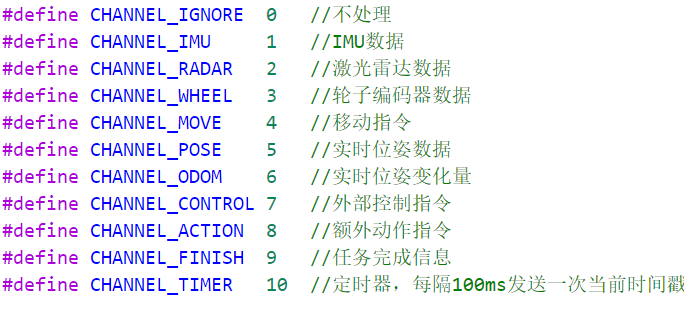 #define CHANNEL_IGNORE 0 //不处理
#define CHANNEL_IMU 1 //IMU数据
#define CHANNEL_RADAR 2 //激光雷达数据
#define CHANNEL_WHEEL 3 //轮子编码器数据
#define CHANNEL_MOVE 4 //移动指令
#define CHANNEL_POSE 5 //实时位姿数据
#define CHANNEL_ODOM 6 //实时位姿变化量
#define CHANNEL_CONTROL 7 //外部控制指令
#define CHANNEL_ACTION 8 //额外动作指令
#define CHANNEL_FINISH 9 //任务完成信息
#define CHANNEL_TIMER 10 //定时器，每隔100ms发送一次当前时间戳